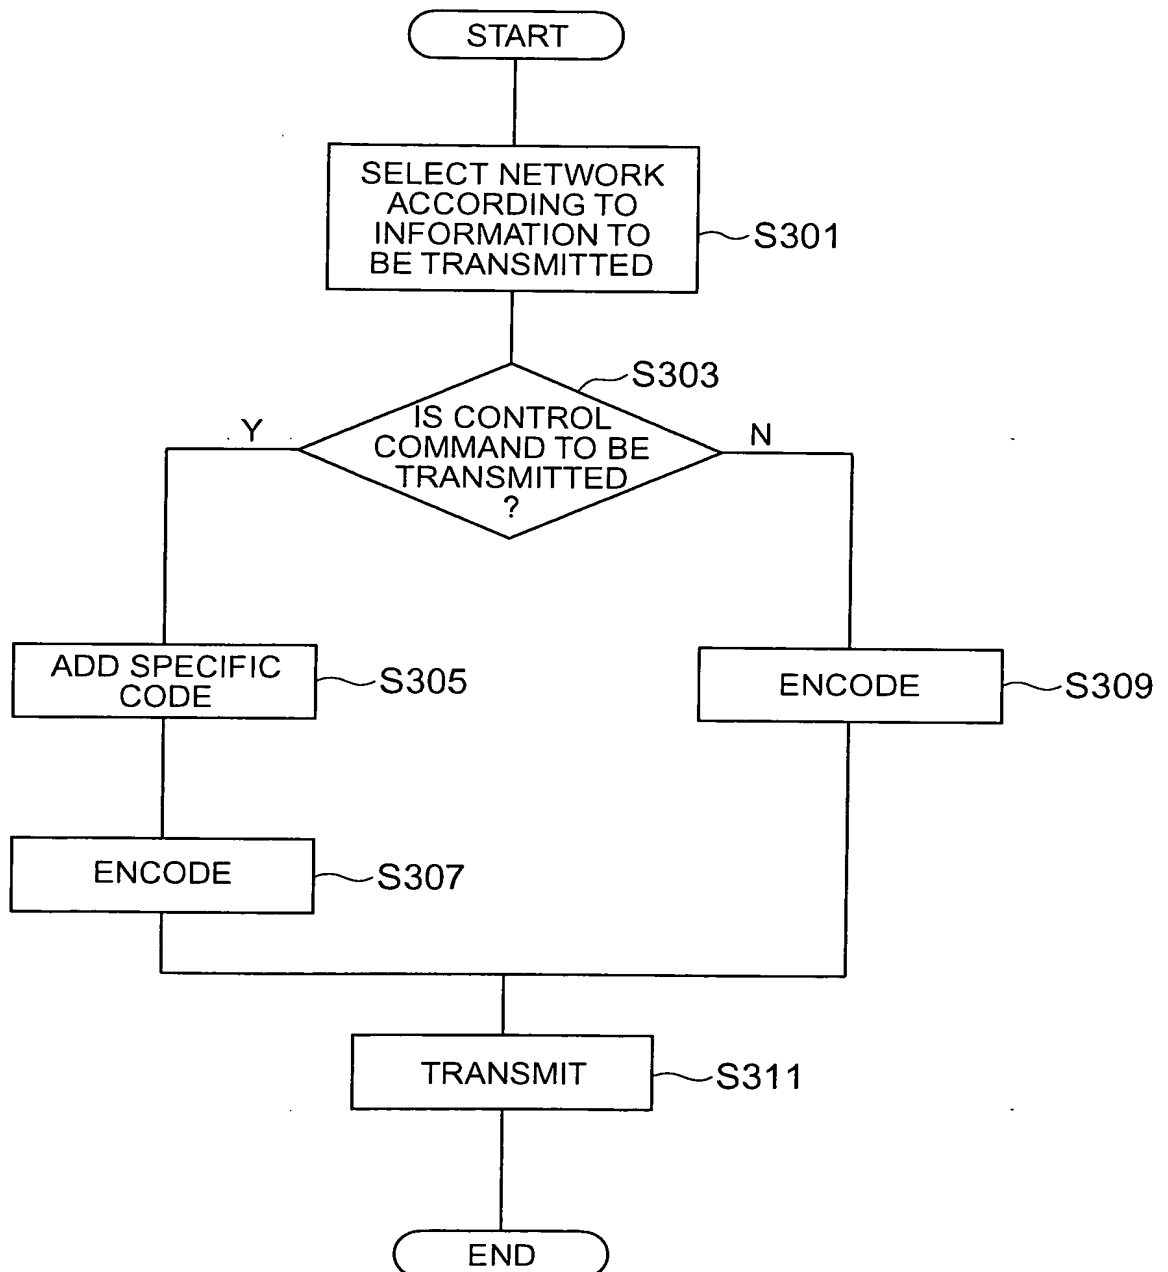 START
SELECT NETWORK
ACCORDING TO
INFORMATION TO
BE TRANSMITTED
S301
S303
IS CONTROL
COMMAND TO BE
TRANSMITTED
?
Y
N
ADD SPECIFIC
CODE
S305
ENCODE
S309
ENCODE
S307
TRANSMIT
S311
END